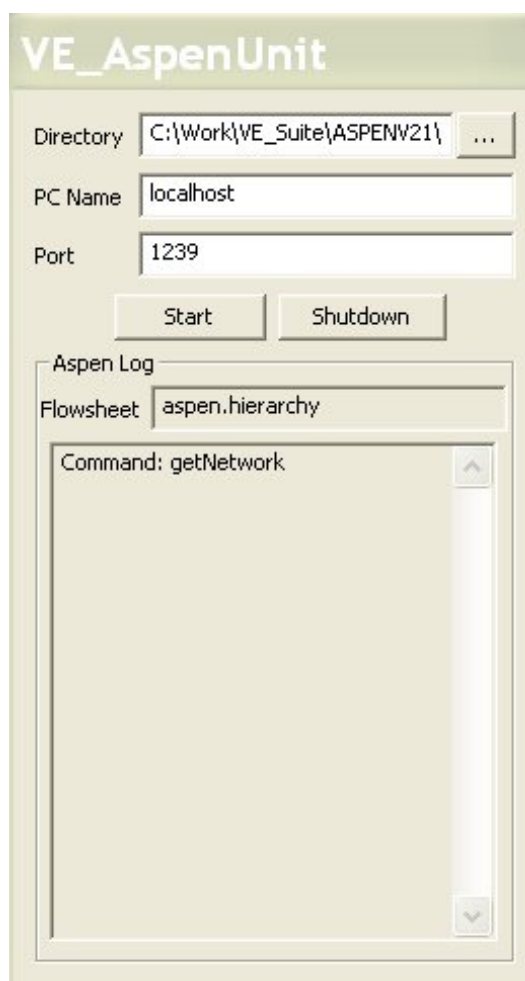 VE_AspenUnit
Directory C:\Work\VE_Suite\ASPENV21\ ...
PC Name localhost
Port 1239
Start Shutdown
Aspen Log
Flowsheet aspen.hierarchy
Command: getNetwork